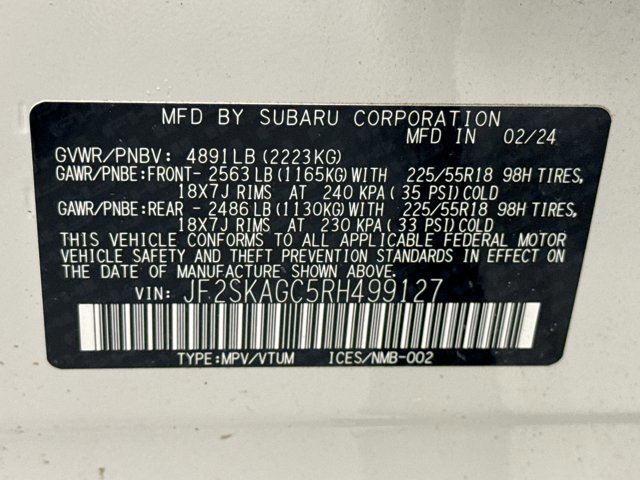 MFD BY SUBARU CORPORATION
MFD IN 02/24
GVWR/PNBV: 4891LB(2223KG)
GAWR/PNBE:FRONT- 2563LB(1165KG)WITH 225/55R18 98H TIRES,
18X7J RIMS AT 240 KPA(35 PSI)COLD
GAWR/PNBE:REAR - 2486LB(1130KG)WITH 225/55R18 98H TIRES,
18X7J RIMS AT 230 KPA(33 PSI)COLD
THIS VEHICLE CONFORMS TO ALL APPLICABLE FEDERAL MOTOR
VEHICLE SAFETY AND THEFT PREVENTION STANDARDS IN EFFECT
ON THE DATE OF MANUFACTURE SHOWN ABOVE.
VIN: JF2SKAGC5RH499127
TYPE:MPV/VTUM ICES/NMB-002